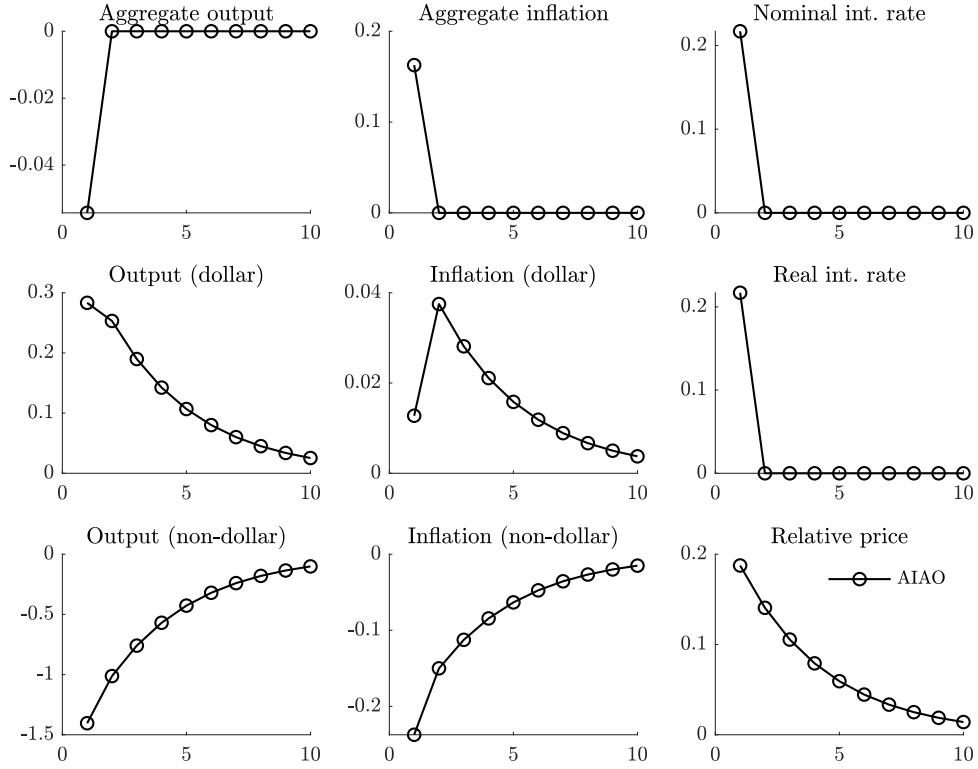 Aggregate output
0
-0.02
-0.04
0 5 10
Aggregate inflation
0.2
0.1
0
0 5 10
Nominal int. rate
0.2
0.1
0
0 5 10
Output (dollar)
0.3
0.2
0.1
0
0 5 10
Inflation (dollar)
0.04
0.02
0
0 5 10
Real int. rate
0.2
0.1
0
0 5 10
Output (non-dollar)
0
-0.5
-1
-1.5
0 5 10
Inflation (non-dollar)
0
-0.1
-0.2
0 5 10
Relative price
0.2
0.1
0
AIAO
0 5 10